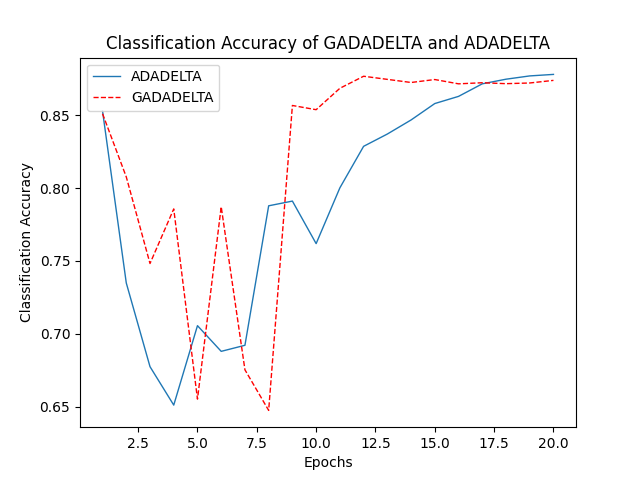 Classification Accuracy of GADADELTA and ADADELTA
ADADELTA
GADADELTA
Classification Accuracy
0.85
0.80
0.75
0.70
0.65
2.5 5.0 7.5 10.0 12.5 15.0 17.5 20.0
Epochs